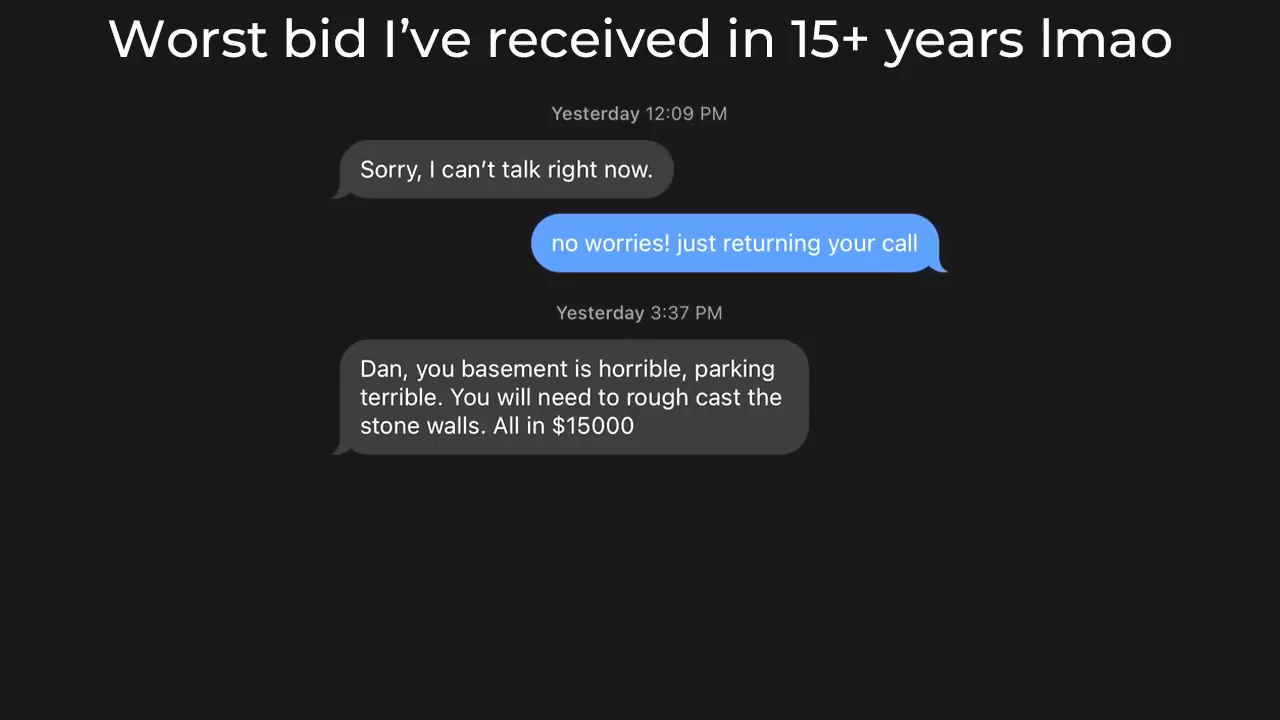 Worst bid I’ve received in 15+ years lmao
Yesterday 12:09 PM
Sorry, I can’t talk right now.
no worries! just returning your call
Yesterday 3:37 PM
Dan, you basement is horrible, parking
terrible. You will need to rough cast the
stone walls. All in $15000